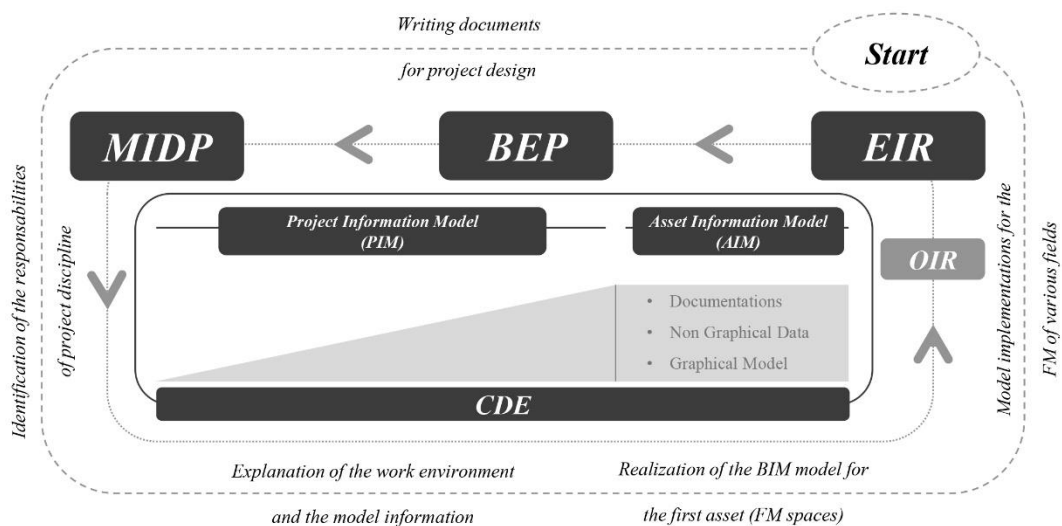 Writing documents
for project design
Start
MIDP
BEP
EIR
Project Information Model
(PIM)
Asset Information Model
(AIM)
OIR
• Documentations
• Non Graphical Data
• Graphical Model
CDE
Identification of the responsabilities
of project discipline
Model implementations for the
FM of various fields
Explanation of the work environment
and the model information
Realization of the BIM model for
the first asset (FM spaces)